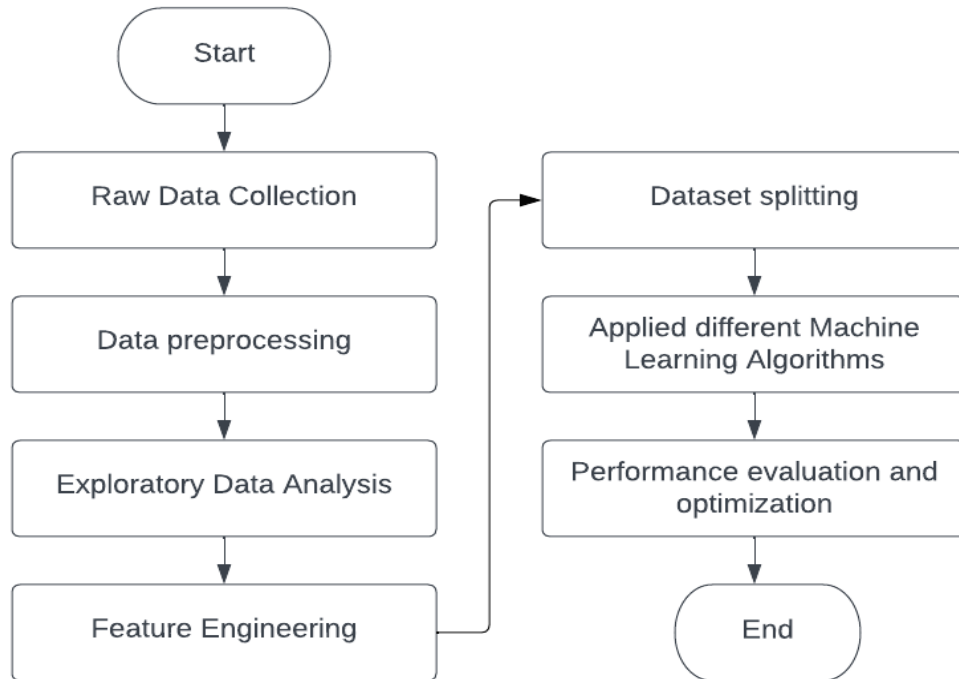 Start
Raw Data Collection
Data preprocessing
Exploratory Data Analysis
Feature Engineering
Dataset splitting
Applied different Machine
Learning Algorithms
Performance evaluation and
optimization
End